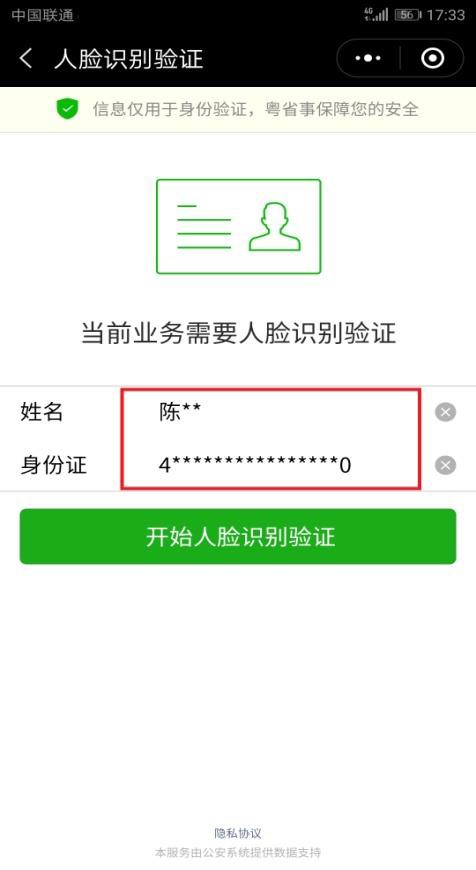 中国联通 4G 56 17:33
人脸识别验证
信息仅用于身份验证，粤省事保障您的安全
当前业务需要人脸识别验证
姓名 陈**
身份证 4****************0
开始人脸识别验证
隐私协议
本服务由公安系统提供数据支持